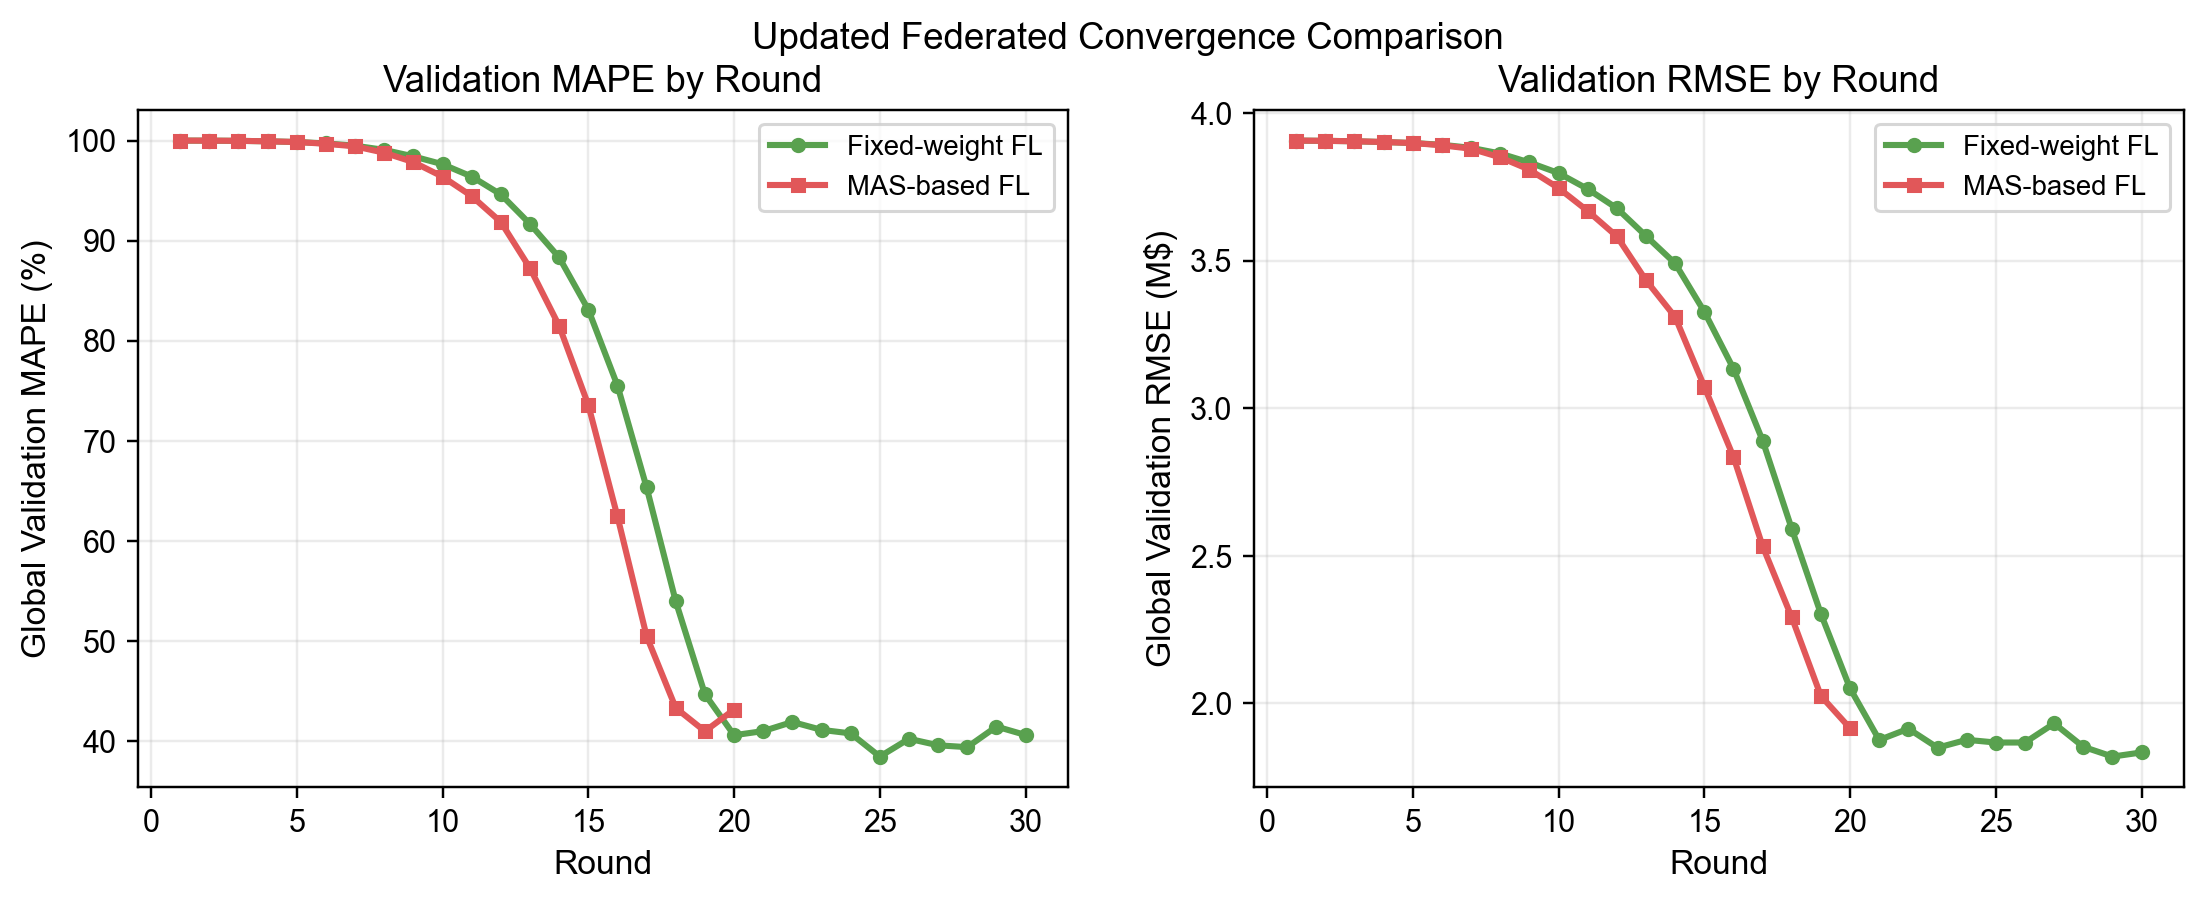 Updated Federated Convergence Comparison
Validation MAPE by Round
Global Validation MAPE (%)
100
90
80
70
60
50
40
0 5 10 15 20 25 30
Round
Fixed-weight FL
MAS-based FL
Validation RMSE by Round
Global Validation RMSE (M$)
4.0
3.5
3.0
2.5
2.0
0 5 10 15 20 25 30
Round
Fixed-weight FL
MAS-based FL